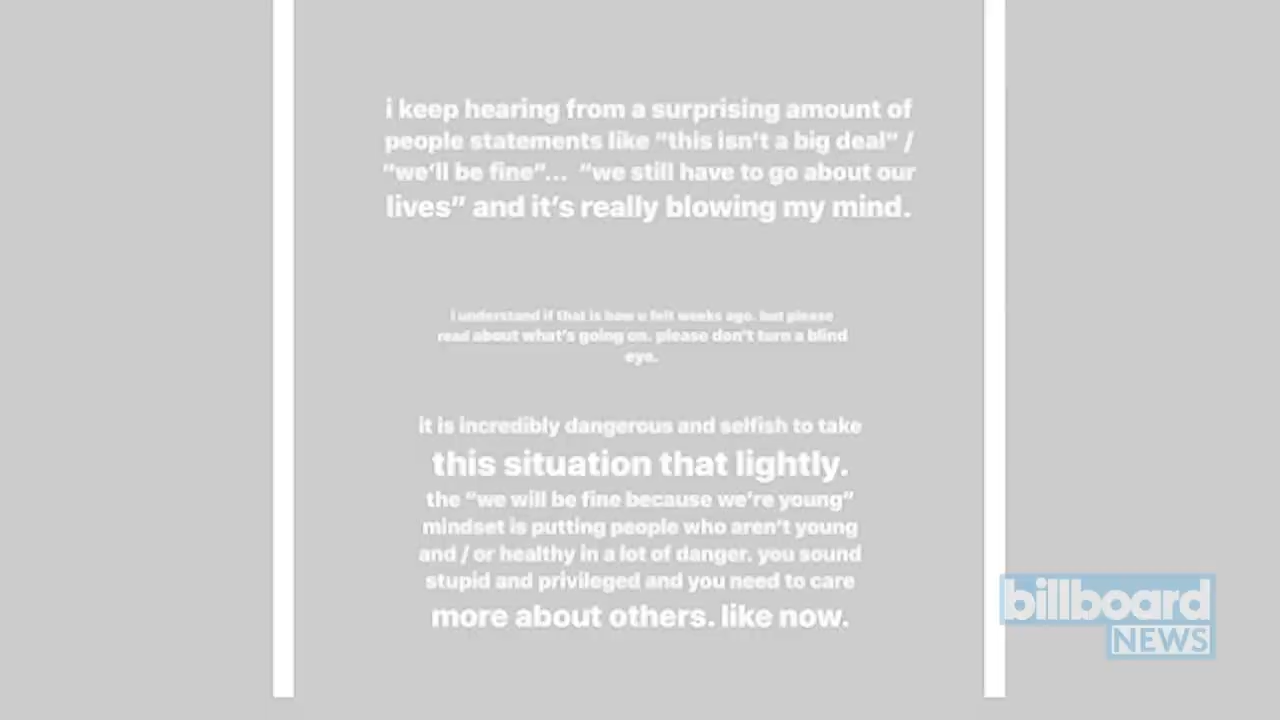 i keep hearing from a surprising amount of
people statements like "this isn't a big deal" /
"we'll be fine"... "we still have to go about our
lives" and it's really blowing my mind.
i understand if that is how u felt weeks ago. but please
read about what's going on. please don't turn a blind
eye.
it is incredibly dangerous and selfish to take
this situation that lightly.
the "we will be fine because we're young"
mindset is putting people who aren't young
and / or healthy in a lot of danger. you sound
stupid and privileged and you need to care
more about others. like now.
billboard
NEWS